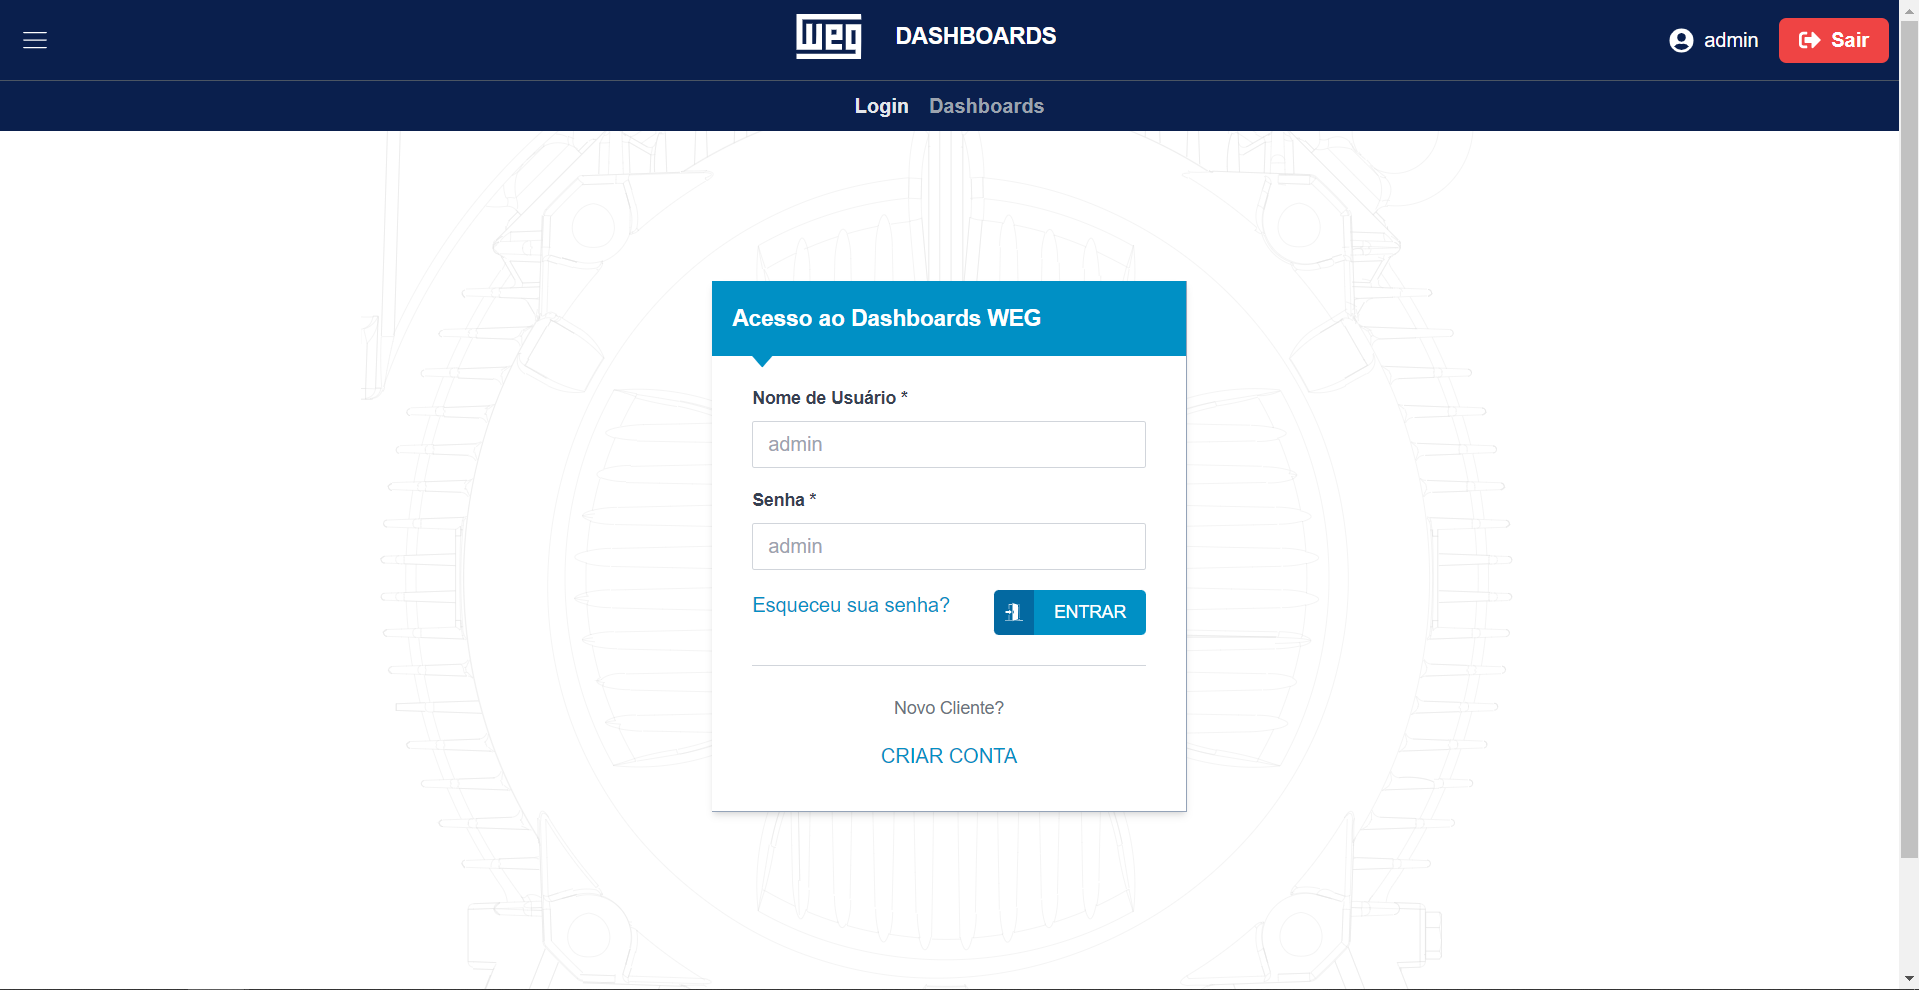 weg DASHBOARDS
admin
Sair
Login Dashboards
Acesso ao Dashboards WEG
Nome de Usuário *
admin
Senha *
admin
Esqueceu sua senha?
ENTRAR
Novo Cliente?
CRIAR CONTA